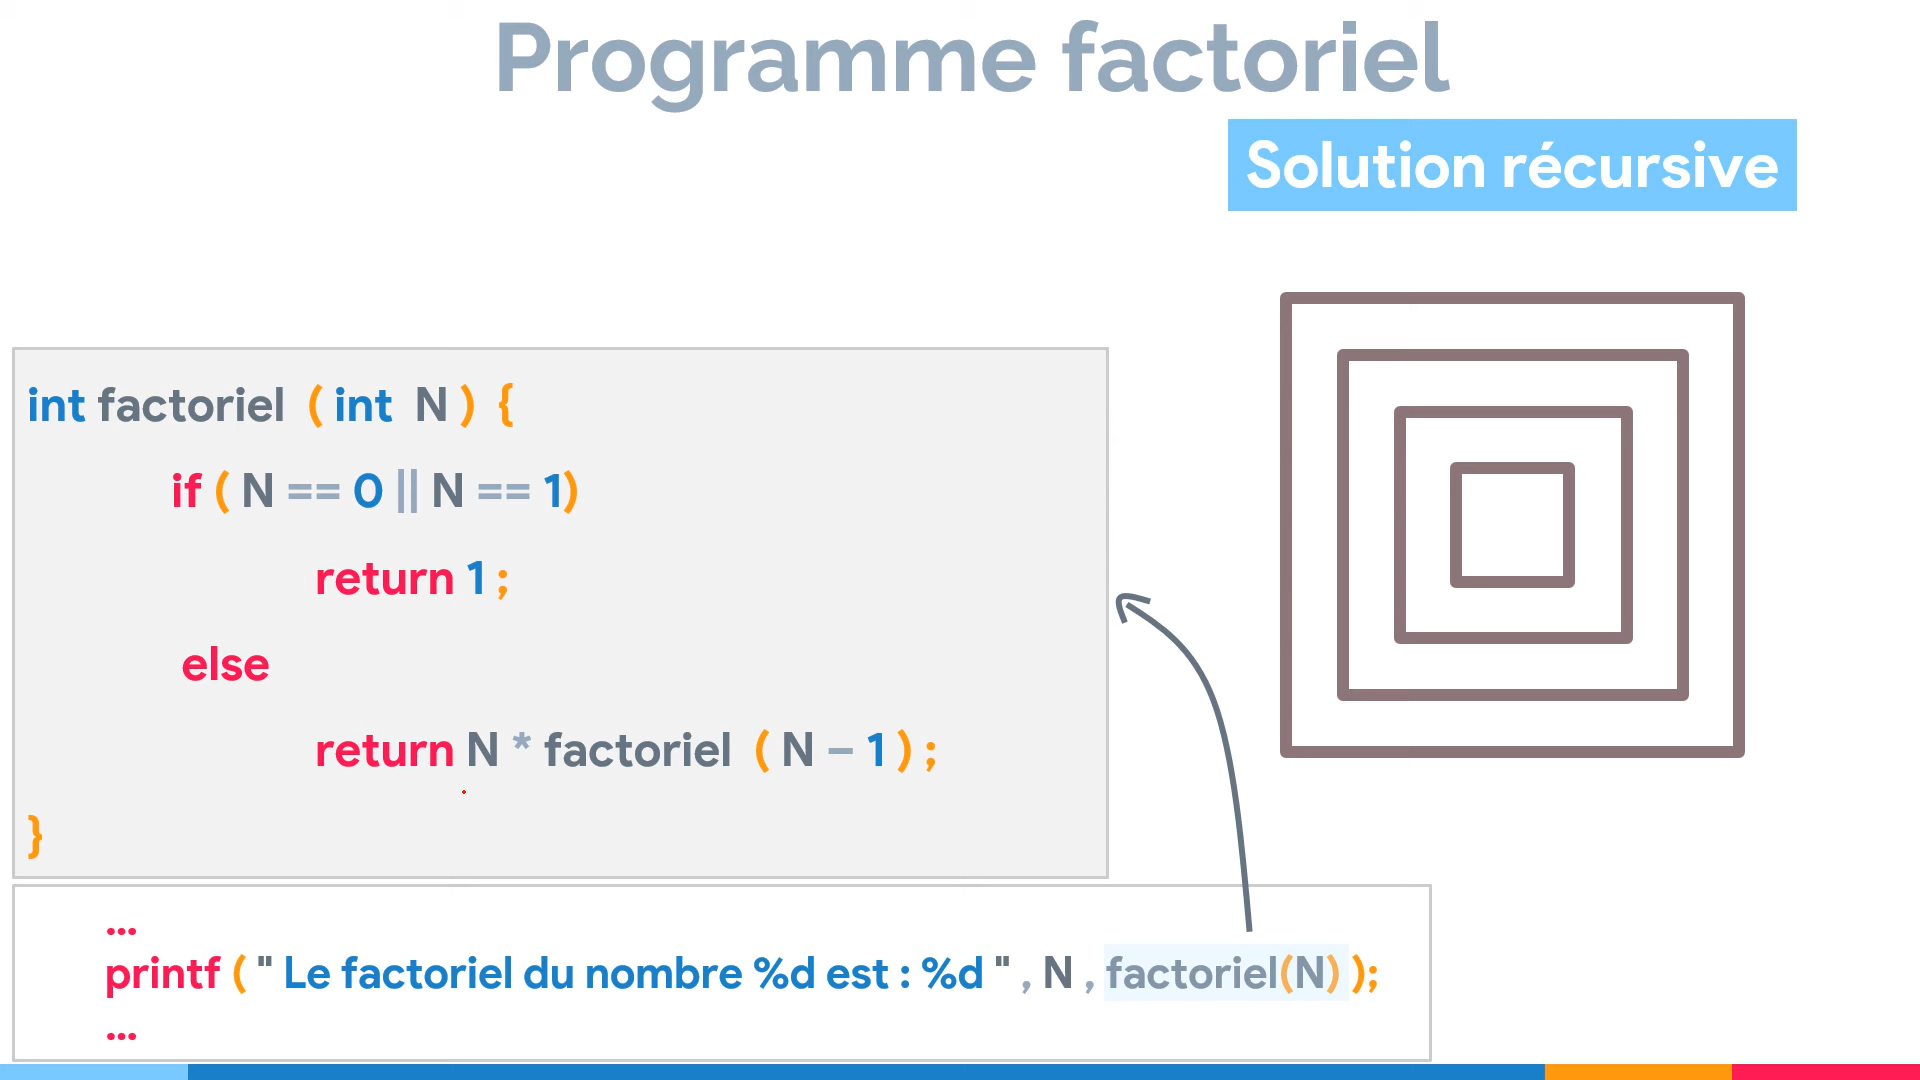 Programme factoriel
Solution récursive
int factoriel ( int N ) {
if ( N == 0 || N == 1)
return 1 ;
else
return N * factoriel ( N – 1 ) ;
}
...
printf ( " Le factoriel du nombre %d est : %d " , N , factoriel(N) );
...